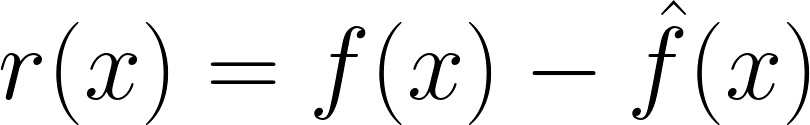 r(x) = f(x) − f̂(x)